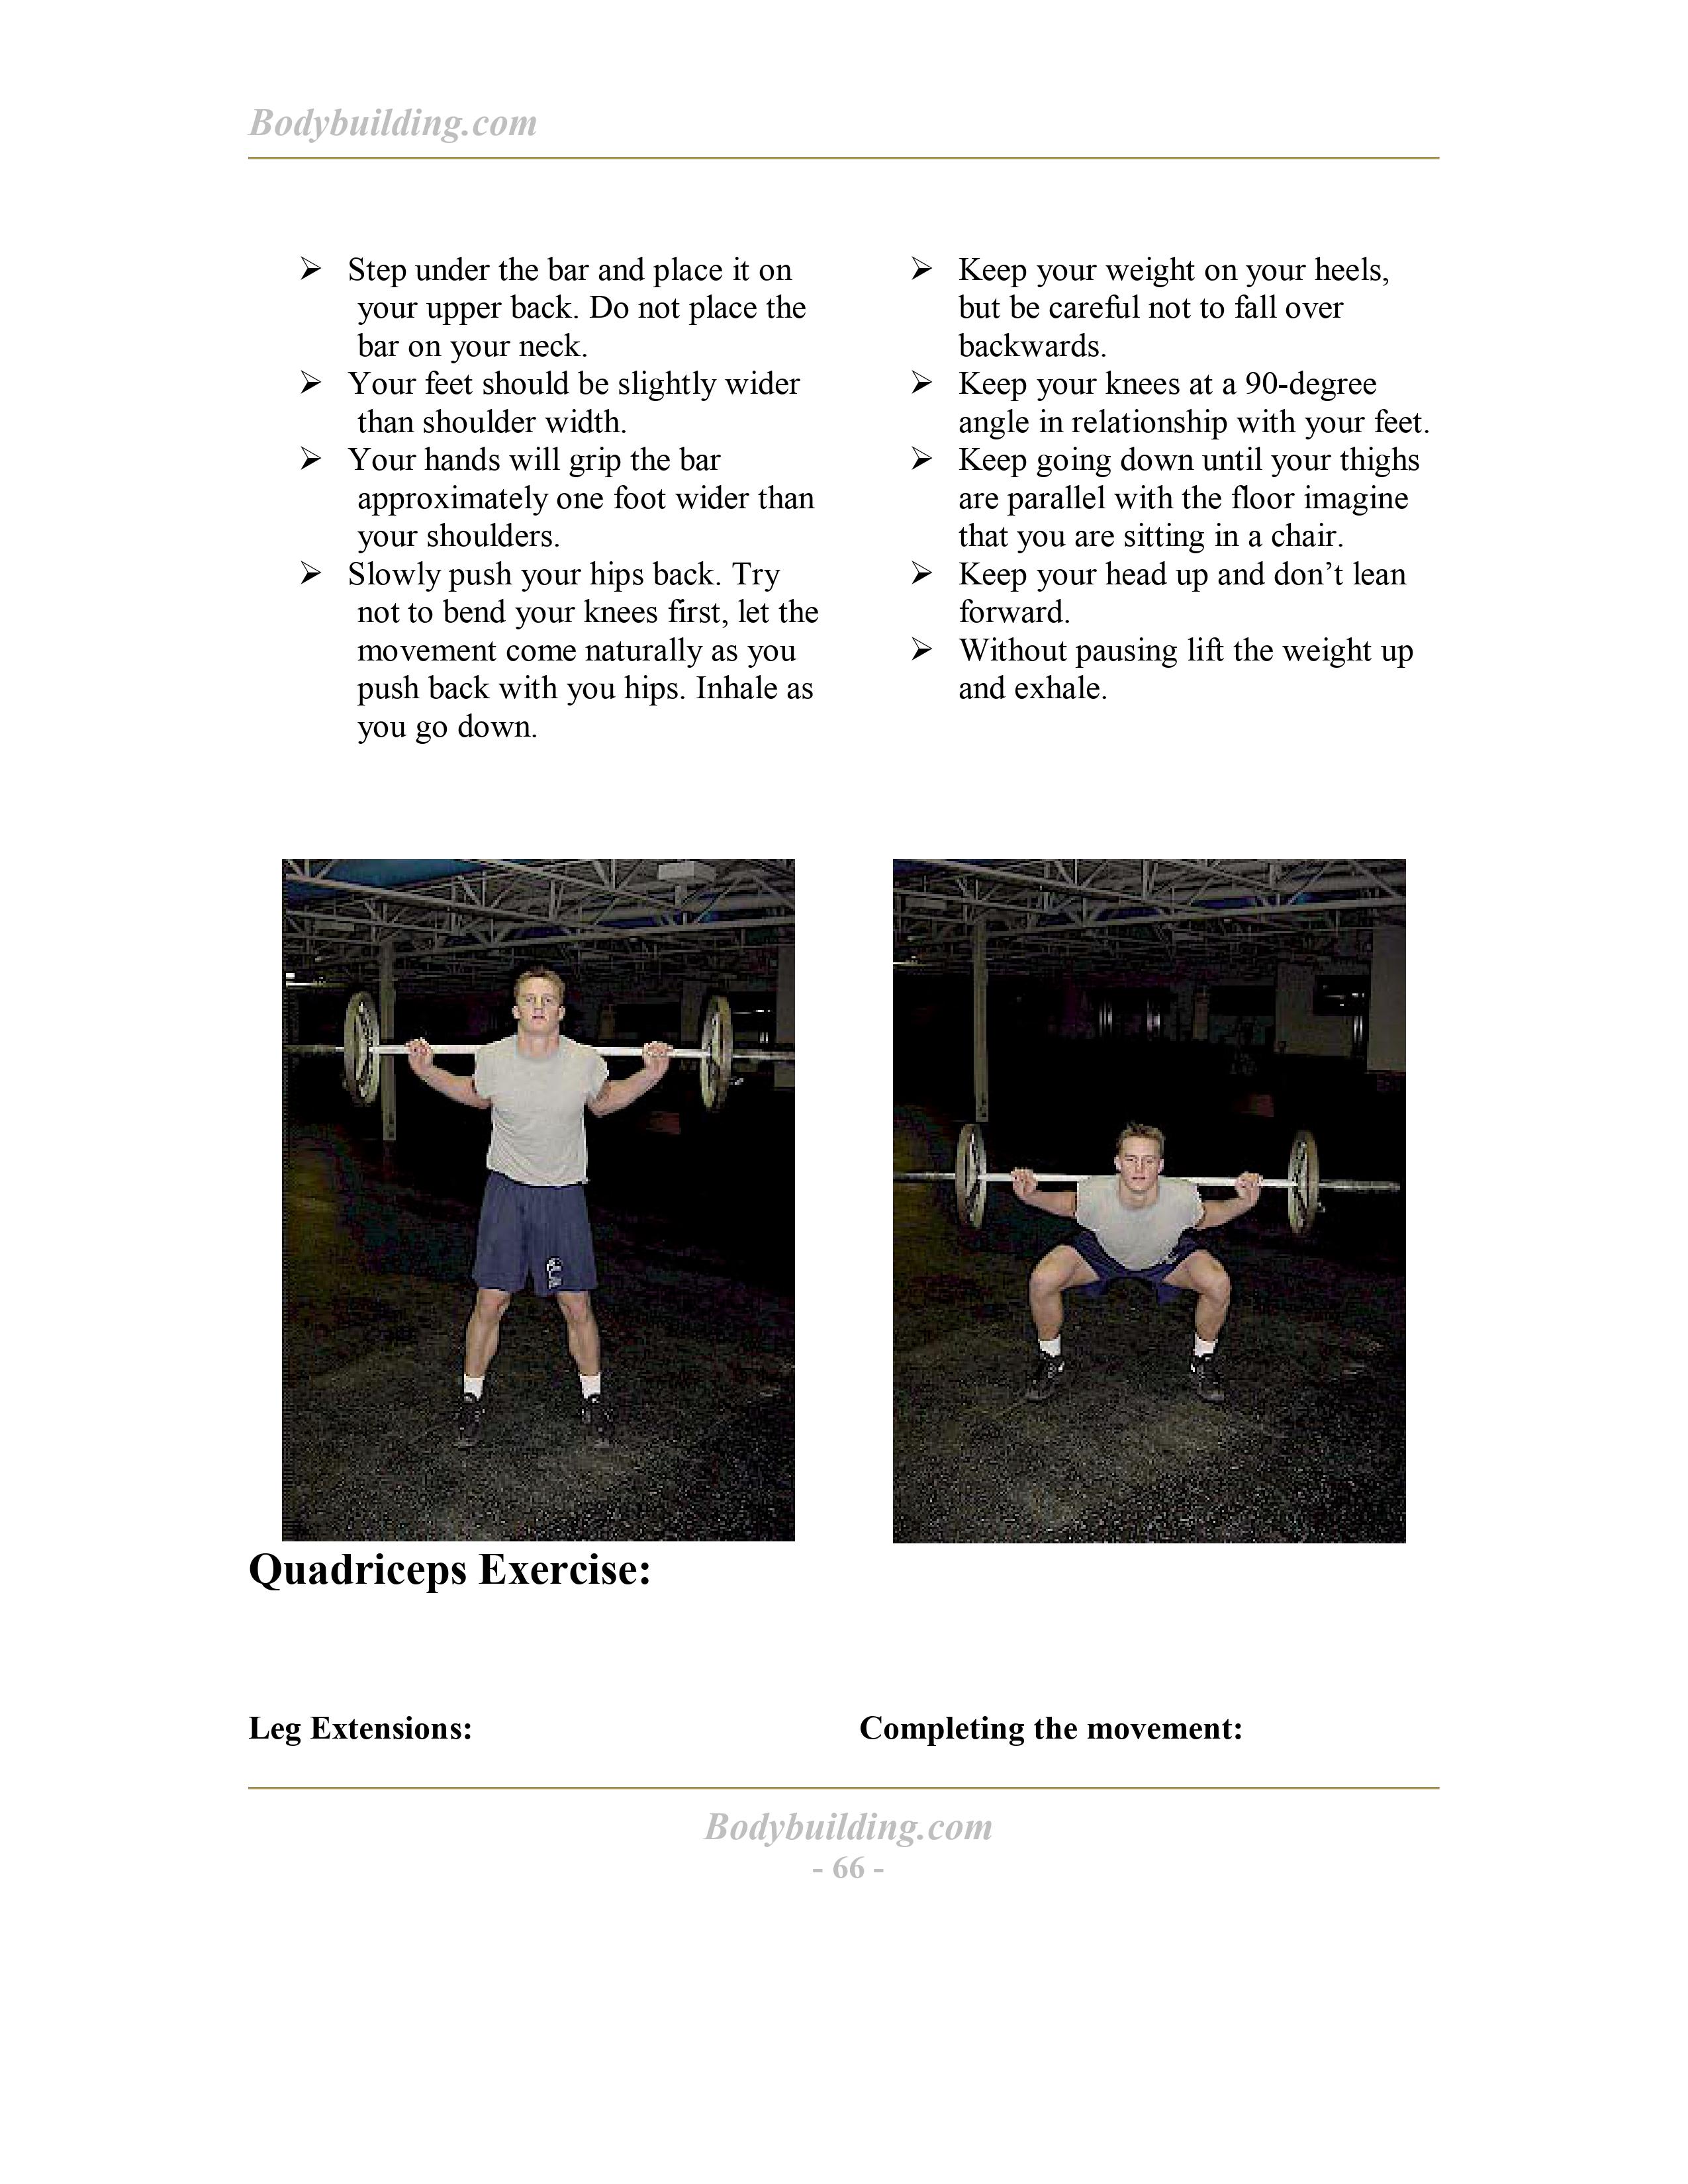 Bodybuilding.com
➢ Step under the bar and place it on
your upper back. Do not place the
bar on your neck.
➢ Your feet should be slightly wider
than shoulder width.
➢ Your hands will grip the bar
approximately one foot wider than
your shoulders.
➢ Slowly push your hips back. Try
not to bend your knees first, let the
movement come naturally as you
push back with you hips. Inhale as
you go down.
➢ Keep your weight on your heels,
but be careful not to fall over
backwards.
➢ Keep your knees at a 90-degree
angle in relationship with your feet.
➢ Keep going down until your thighs
are parallel with the floor imagine
that you are sitting in a chair.
➢ Keep your head up and don’t lean
forward.
➢ Without pausing lift the weight up
and exhale.
Quadriceps Exercise:
Leg Extensions:
Completing the movement:
Bodybuilding.com
- 66 -